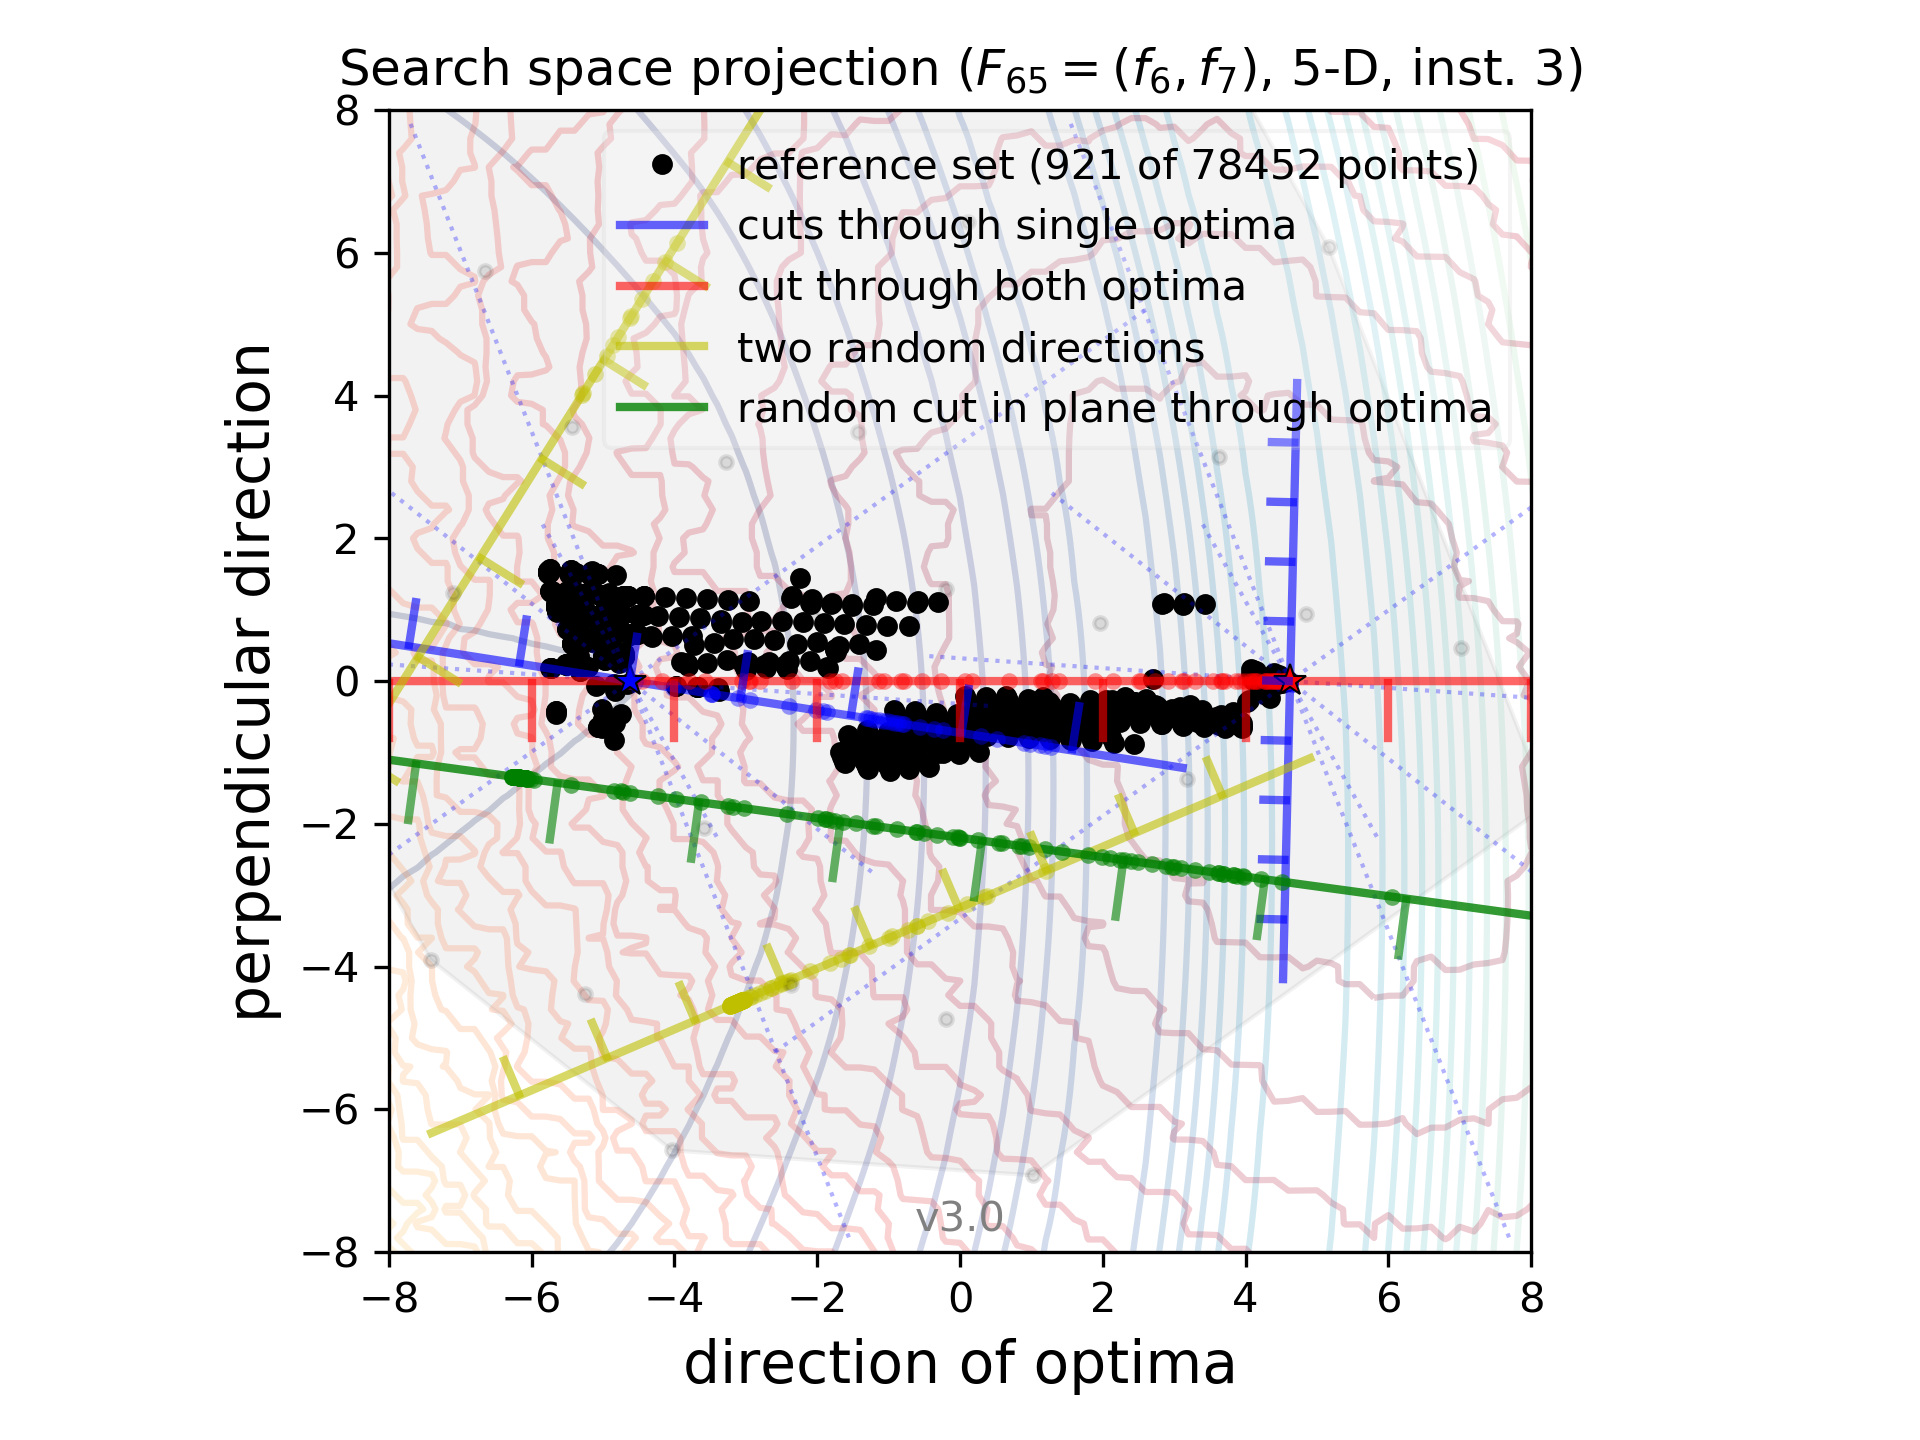 Search space projection (F65 = (f6, f7), 5-D, inst. 3)
8
6
4
2
0
−2
−4
−6
−8
perpendicular direction
reference set (921 of 78452 points)
cuts through single optima
cut through both optima
two random directions
random cut in plane through optima
v3.0
−8 −6 −4 −2 0 2 4 6 8
direction of optima